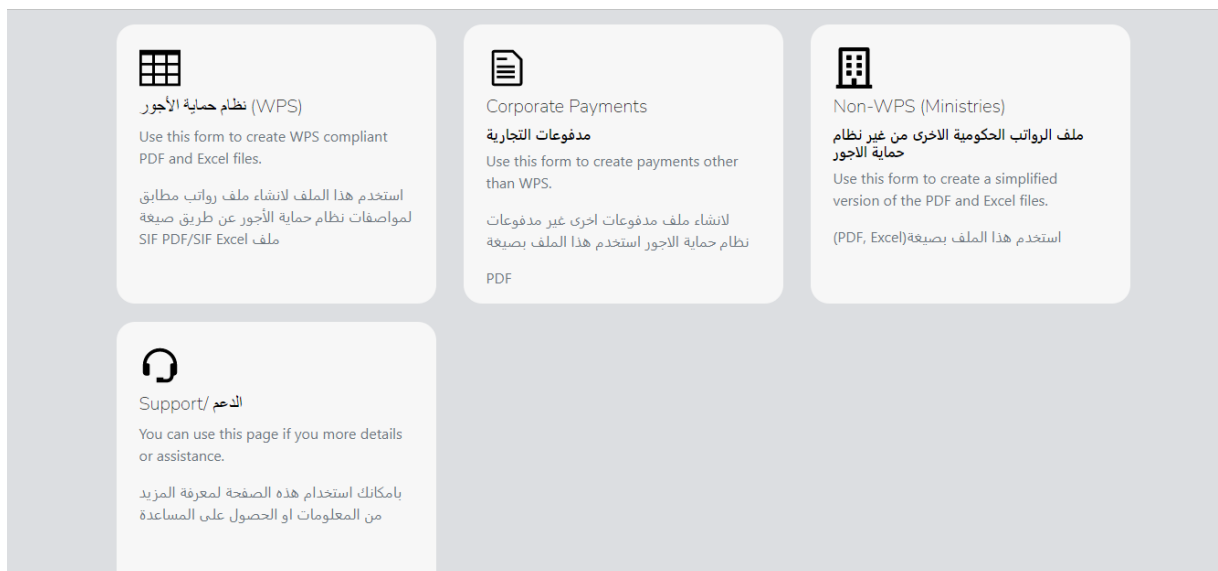 (WPS) نظام حماية الأجور
Use this form to create WPS compliant
PDF and Excel files.
استخدم هذا الملف لانشاء ملف رواتب مطابق
لمواصفات نظام حماية الأجور عن طريق صيغة
ملف SIF PDF/SIF Excel
Corporate Payments
مدفوعات التجارية
Use this form to create payments other
than WPS.
لانشاء ملف مدفوعات اخرى غير مدفوعات
نظام حماية الاجور استخدم هذا الملف بصيغة
PDF
Non-WPS (Ministries)
ملف الرواتب الحكومية الاخرى من غير نظام
حماية الاجور
Use this form to create a simplified
version of the PDF and Excel files.
استخدم هذا الملف بصيغة(PDF, Excel)
Support/ الدعم
You can use this page if you more details
or assistance.
بامكانك استخدام هذه الصفحة لمعرفة المزيد
من المعلومات او الحصول على المساعدة